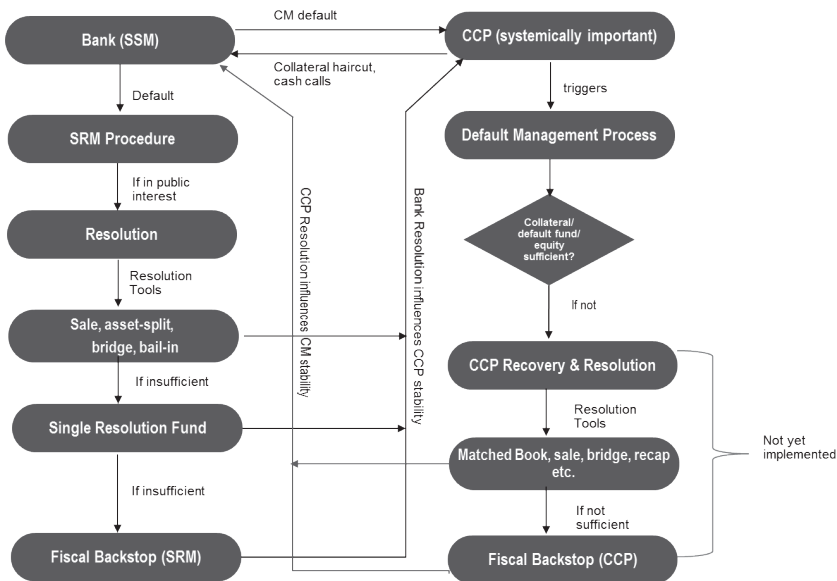 CM default
Bank (SSM)
CCP (systemically important)
Collateral haircut,
cash calls
triggers
Default
SRM Procedure
Default Management Process
If in public
interest
Resolution
Collateral/
default fund/
equity
sufficient?
Resolution
Tools
If not
Sale, asset-split,
bridge, bail-in
CCP Resolution influences CM stability
Bank Resolution influences CCP stability
CCP Recovery & Resolution
If insufficient
Resolution
Tools
Single Resolution Fund
Not yet
implemented
Matched Book, sale, bridge, recap
etc.
If insufficient
If not
sufficient
Fiscal Backstop (SRM)
Fiscal Backstop (CCP)